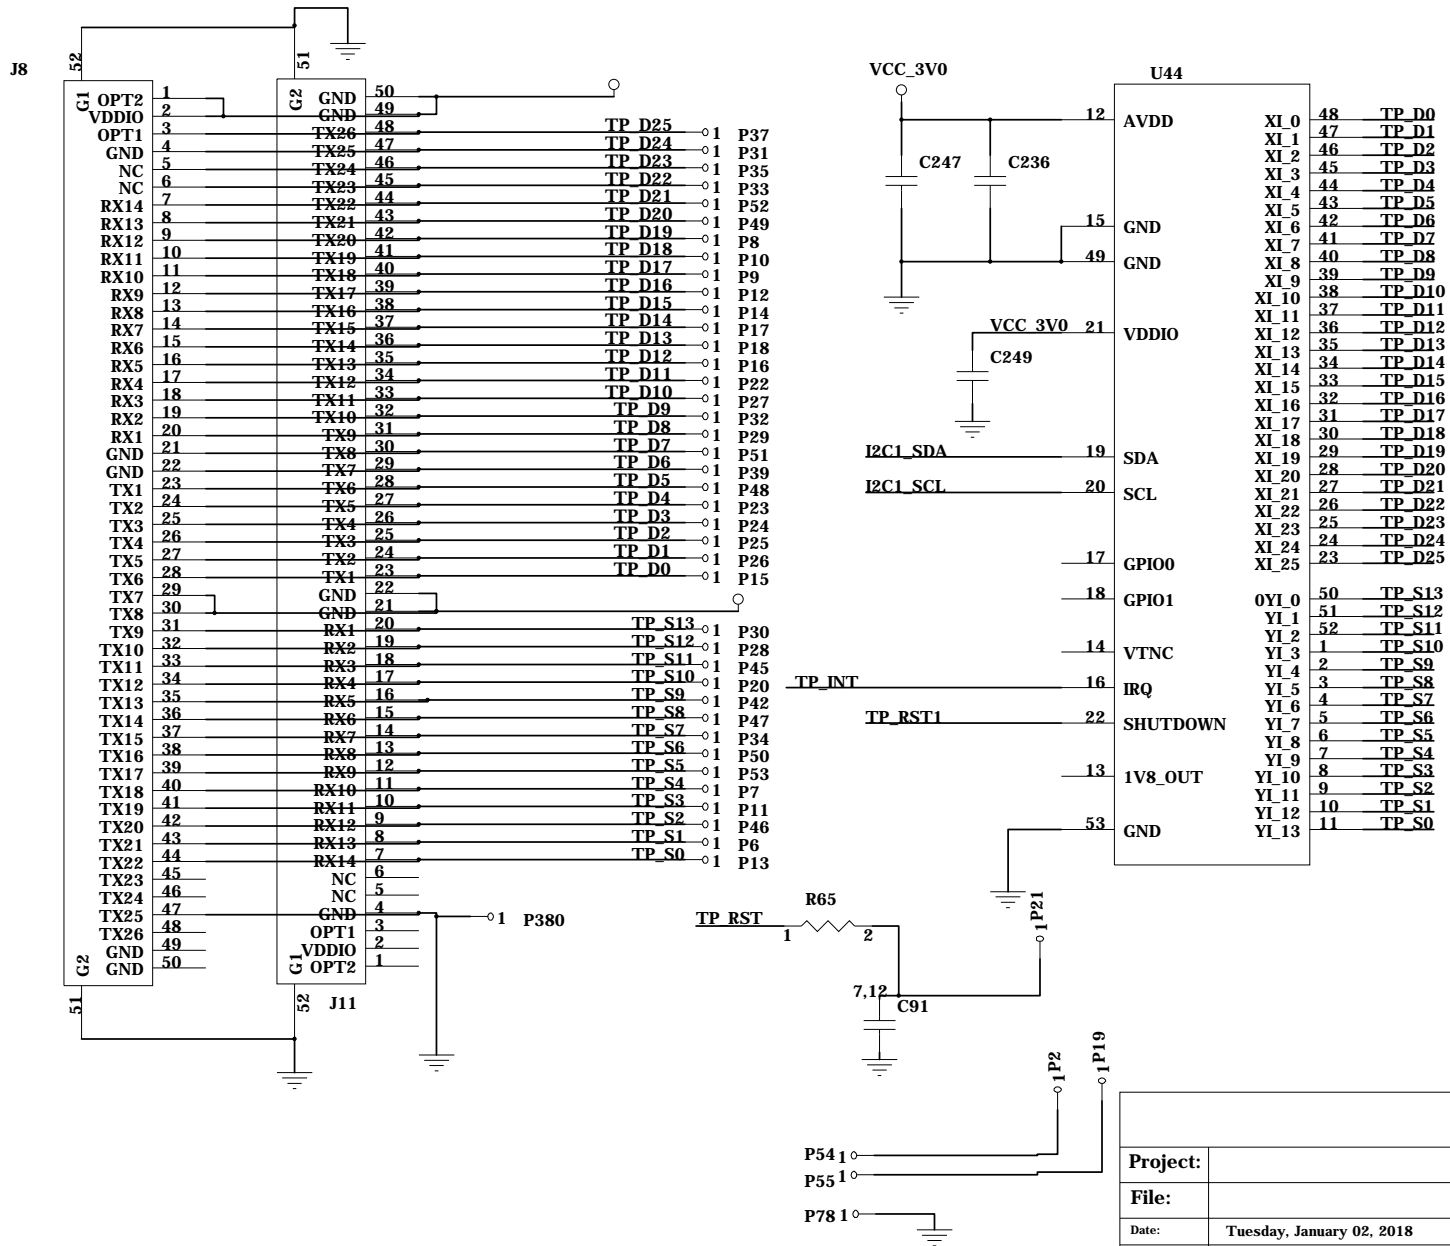 J8
52
G1
OPT2 1
VDDIO 2
OPT1 3
GND 4
NC 5
NC 6
RX14 7
RX13 8
RX12 9
RX11 10
RX10 11
RX9 12
RX8 13
RX7 14
RX6 15
RX5 16
RX4 17
RX3 18
RX2 19
RX1 20
GND 21
GND 22
TX1 23
TX2 24
TX3 25
TX4 26
TX5 27
TX6 28
TX7 29
TX8 30
TX9 31
TX10 32
TX11 33
TX12 34
TX13 35
TX14 36
TX15 37
TX16 38
TX17 39
TX18 40
TX19 41
TX20 42
TX21 43
TX22 44
TX23 45
TX24 46
TX25 47
TX26 48
GND 49
GND 50
G2
51
51
G2
GND 50
GND 49
TX26 48 TP_D25 1 P37
TX25 47 TP_D24 1 P31
TX24 46 TP_D23 1 P35
TX23 45 TP_D22 1 P33
TX22 44 TP_D21 1 P52
TX21 43 TP_D20 1 P49
TX20 42 TP_D19 1 P8
TX19 41 TP_D18 1 P10
TX18 40 TP_D17 1 P9
TX17 39 TP_D16 1 P12
TX16 38 TP_D15 1 P14
TX15 37 TP_D14 1 P17
TX14 36 TP_D13 1 P18
TX13 35 TP_D12 1 P16
TX12 34 TP_D11 1 P22
TX11 33 TP_D10 1 P27
TX10 32 TP_D9 1 P32
TX9 31 TP_D8 1 P29
TX8 30 TP_D7 1 P51
TX7 29 TP_D6 1 P39
TX6 28 TP_D5 1 P48
TX5 27 TP_D4 1 P23
TX4 26 TP_D3 1 P24
TX3 25 TP_D2 1 P25
TX2 24 TP_D1 1 P26
TX1 23 TP_D0 1 P15
GND 22
GND 21
RX1 20 TP_S13 1 P30
RX2 19 TP_S12 1 P28
RX3 18 TP_S11 1 P45
RX4 17 TP_S10 1 P20
RX5 16 TP_S9 1 P42
RX6 15 TP_S8 1 P47
RX7 14 TP_S7 1 P34
RX8 13 TP_S6 1 P50
RX9 12 TP_S5 1 P53
RX10 11 TP_S4 1 P7
RX11 10 TP_S3 1 P11
RX12 9 TP_S2 1 P46
RX13 8 TP_S1 1 P6
RX14 7 TP_S0 1 P13
NC 6
NC 5
GND 4 1 P380
OPT1 3
VDDIO 2
OPT2 1
G1
52
J11
VCC_3V0
C247
C236
U44
12 AVDD
15 GND
49 GND
VCC_3V0 21 VDDIO
C249
I2C1_SDA 19 SDA
I2C1_SCL 20 SCL
17 GPIO0
18 GPIO1
14 VTNC
TP_INT 16 IRQ
TP_RST1 22 SHUTDOWN
13 1V8_OUT
53 GND
XI_0 48 TP_D0
XI_1 47 TP_D1
XI_2 46 TP_D2
XI_3 45 TP_D3
XI_4 44 TP_D4
XI_5 43 TP_D5
XI_6 42 TP_D6
XI_7 41 TP_D7
XI_8 40 TP_D8
XI_9 39 TP_D9
XI_10 38 TP_D10
XI_11 37 TP_D11
XI_12 36 TP_D12
XI_13 35 TP_D13
XI_14 34 TP_D14
XI_15 33 TP_D15
XI_16 32 TP_D16
XI_17 31 TP_D17
XI_18 30 TP_D18
XI_19 29 TP_D19
XI_20 28 TP_D20
XI_21 27 TP_D21
XI_22 26 TP_D22
XI_23 25 TP_D23
XI_24 24 TP_D24
XI_25 23 TP_D25
0YI_0 50 TP_S13
YI_1 51 TP_S12
YI_2 52 TP_S11
YI_3 1 TP_S10
YI_4 2 TP_S9
YI_5 3 TP_S8
YI_6 4 TP_S7
YI_7 5 TP_S6
YI_8 6 TP_S5
YI_9 7 TP_S4
YI_10 8 TP_S3
YI_11 9 TP_S2
YI_12 10 TP_S1
YI_13 11 TP_S0
R65
TP_RST 1 2
1 P21
7,12
C91
1 P2
1 P19
P54 1
P55 1
P78 1
Project:
File:
Date: Tuesday, January 02, 2018